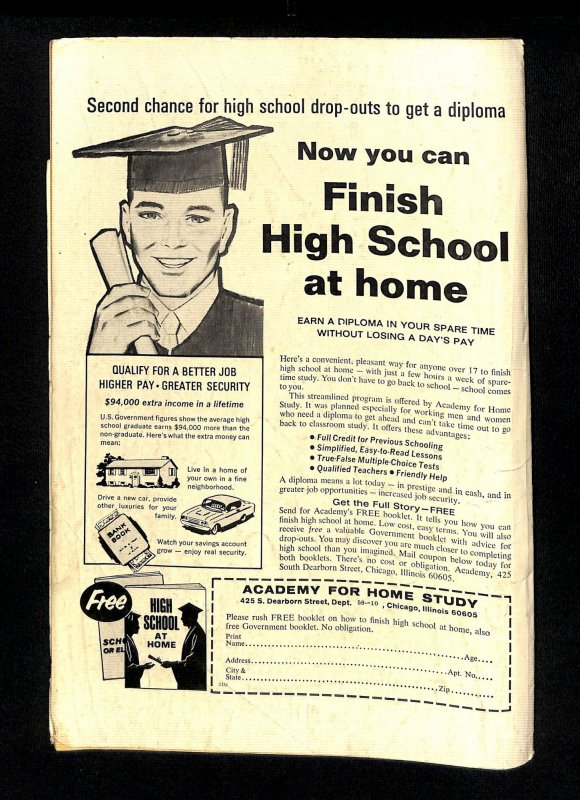 Second chance for high school drop-outs to get a diploma
Now you can
Finish
High School
at home
EARN A DIPLOMA IN YOUR SPARE TIME
WITHOUT LOSING A DAY'S PAY
QUALIFY FOR A BETTER JOB
HIGHER PAY • GREATER SECURITY
$94,000 extra income in a lifetime
U.S. Government figures show the average high
school graduate earns $94,000 more than the
non-graduate. Here's what the extra money can
mean:
Live in a home of
your own in a fine
neighborhood.
Drive a new car, provide
other luxuries for your
family.
BANK
BOOK
Watch your savings account
grow — enjoy real security.
Here's a convenient, pleasant way for anyone over 17 to finish
high school at home — with just a few hours a week of spare-
time study. You don't have to go back to school — school comes
to you.
This streamlined program is offered by Academy for Home
Study. It was planned especially for working men and women
who need a diploma to get ahead and can't take time out to go
back to classroom study. It offers these advantages:
• Full Credit for Previous Schooling
• Simplified, Easy-to-Read Lessons
• True-False Multiple-Choice Tests
• Qualified Teachers • Friendly Help
A diploma means a lot today — in prestige and in cash, and in
greater job opportunities — increased job security.
Get the Full Story—FREE
Send for Academy's FREE booklet. It tells you how you can
finish high school at home. Low cost, easy terms. You will also
receive free a valuable Government booklet with advice for
drop-outs. You may discover you are much closer to completing
high school than you imagined. Mail coupon below today for
both booklets. There's no cost or obligation. Academy, 425
South Dearborn Street, Chicago, Illinois 60605.
Free
HIGH
SCHOOL
AT
HOME
SCHO
OR EL
ACADEMY FOR HOME STUDY
425 S. Dearborn Street, Dept. 59-10, Chicago, Illinois 60605
Please rush FREE booklet on how to finish high school at home, also
free Government booklet. No obligation.
Print
Name Age
Address Apt. No.
City &
State Zip